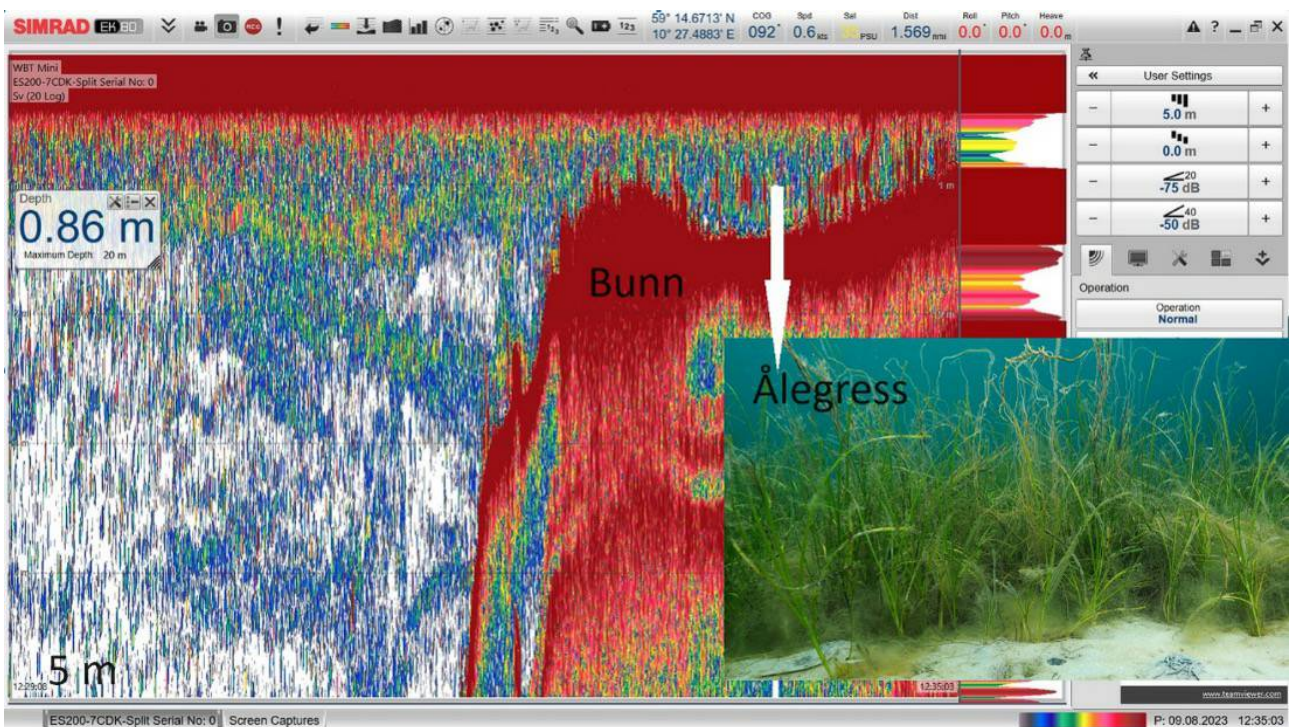 SIMRAD EK80
REC
123
59° 14.6713' N
10° 27.4883' E
COG
092°
Spd
0.6 kts
Sal
35 PSU
Dist
1.569 nmi
Roll
0.0°
Pitch
0.0°
Heave
0.0 m
WBT Mini
ES200-7CDK-Split Serial No: 0
Sv (20 Log)
Depth
0.86 m
Maximum Depth: 20 m
1 m
Bunn
Ålegress
5 m
12:29:08
12:35:03
User Settings
5.0 m
0.0 m
20
-75 dB
40
-50 dB
Operation
Operation
Normal
www.teamviewer.com
ES200-7CDK-Split Serial No: 0
Screen Captures
P: 09.08.2023 12:35:03